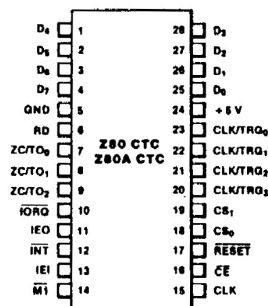 D₄ 1 28 D₃
D₅ 2 27 D₂
D₆ 3 26 D₁
D₇ 4 25 D₀
GND 5 24 +5 V
RD 6 23 CLK/TRG₀
ZC/TO₀ 7 Z80 CTC 22 CLK/TRG₁
ZC/TO₁ 8 Z80A CTC 21 CLK/TRG₂
ZC/TO₂ 9 20 CLK/TRG₃
IORQ 10 19 CS₁
IEO 11 18 CS₀
INT 12 17 RESET
IEI 13 16 CE
M1 14 15 CLK